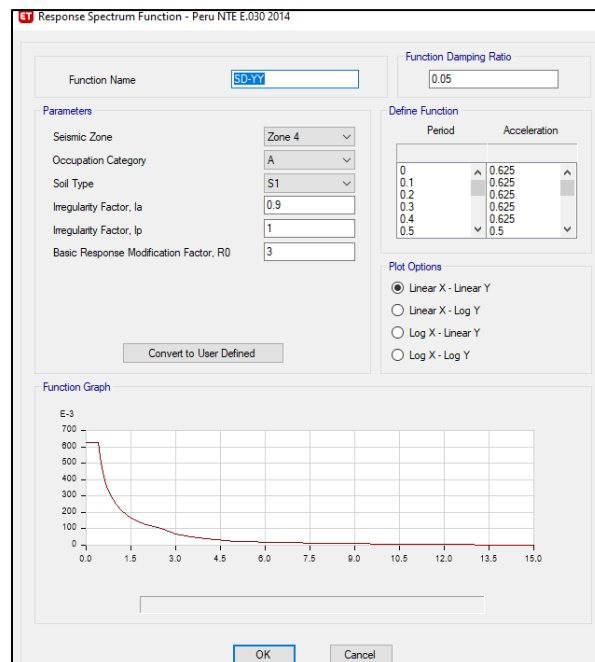 ET Response Spectrum Function - Peru NTE E.030 2014
Function Name
SD-YY
Function Damping Ratio
0.05
Parameters
Seismic Zone
Zone 4
Occupation Category
A
Soil Type
S1
Irregularity Factor, Ia
0.9
Irregularity Factor, Ip
1
Basic Response Modification Factor, R0
3
Convert to User Defined
Define Function
Period Acceleration
0 0.625
0.1 0.625
0.2 0.625
0.3 0.625
0.4 0.625
0.5 0.5
Plot Options
Linear X - Linear Y
Linear X - Log Y
Log X - Linear Y
Log X - Log Y
Function Graph
E-3
700
600
500
400
300
200
100
0
0.0 1.5 3.0 4.5 6.0 7.5 9.0 10.5 12.0 13.5 15.0
OK Cancel